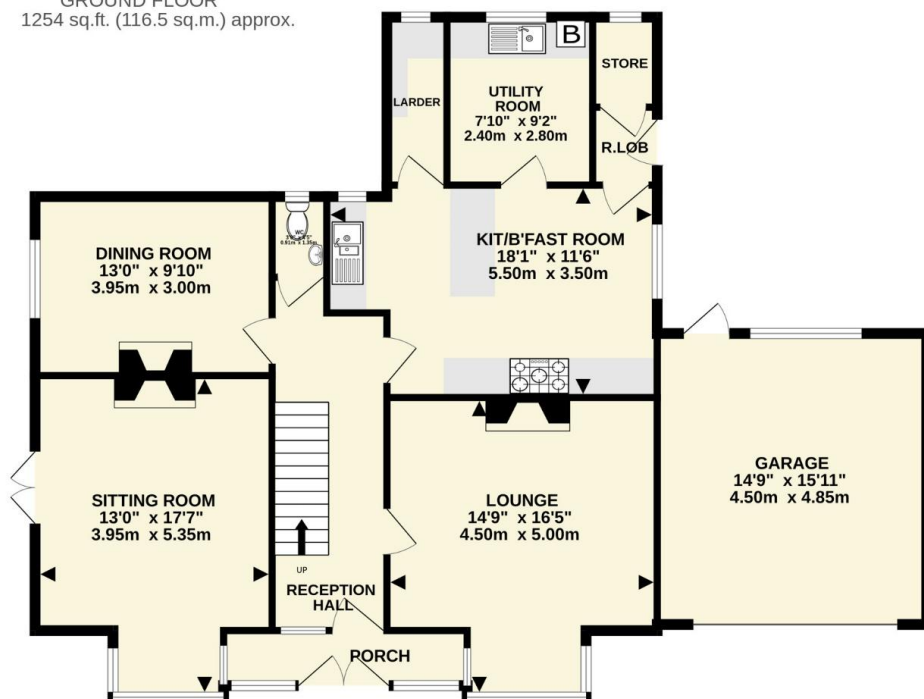 GROUND FLOOR
1254 sq.ft. (116.5 sq.m.) approx.
B
STORE
LARDER
UTILITY
ROOM
7'10" x 9'2"
2.40m x 2.80m
R.LOB
WC
DINING ROOM
13'0" x 9'10"
3.95m x 3.00m
KIT/B'FAST ROOM
18'1" x 11'6"
5.50m x 3.50m
SITTING ROOM
13'0" x 17'7"
3.95m x 5.35m
LOUNGE
14'9" x 16'5"
4.50m x 5.00m
GARAGE
14'9" x 15'11"
4.50m x 4.85m
UP
RECEPTION
HALL
PORCH